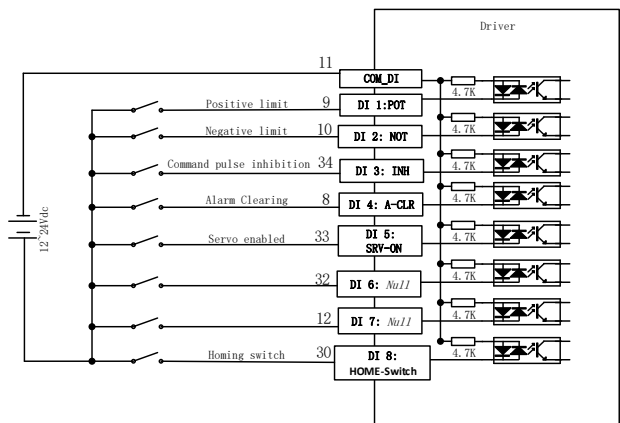 Driver
11
COM_DI
4.7K
Positive limit
9
DI 1:POT
4.7K
Negative limit
10
DI 2: NOT
4.7K
Command pulse inhibition
34
DI 3: INH
4.7K
Alarm Clearing
8
DI 4: A-CLR
4.7K
Servo enabled
33
DI 5:
SRV-ON
4.7K
32
DI 6: Null
4.7K
12
DI 7: Null
4.7K
Homing switch
30
DI 8:
HOME-Switch
12~24Vdc